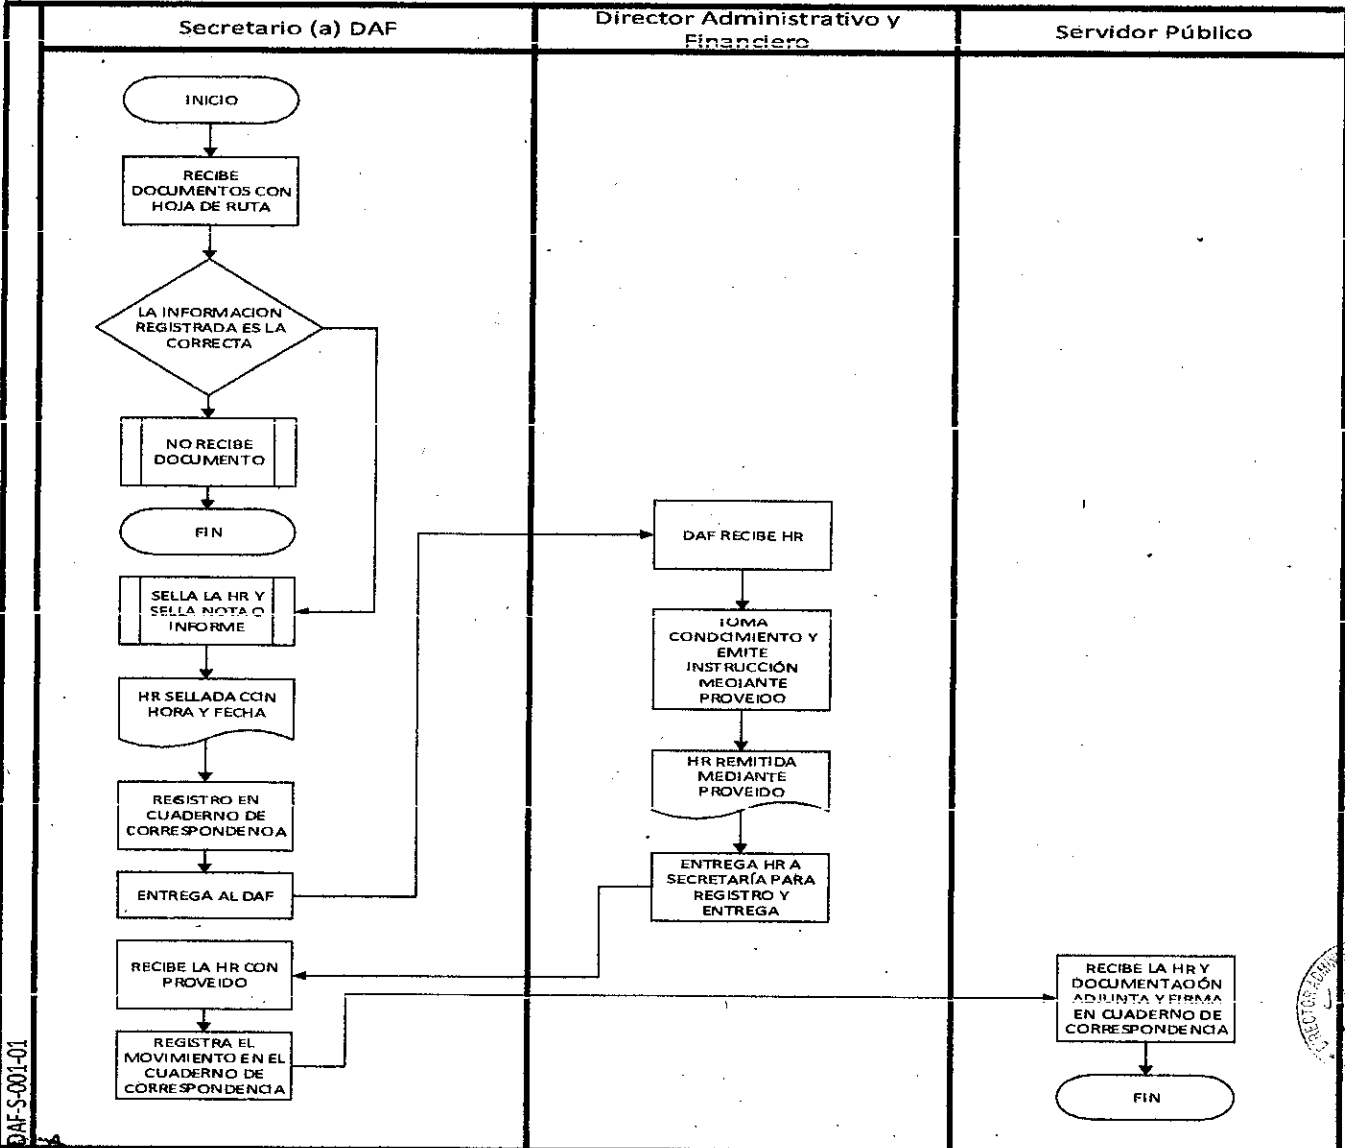 Secretario (a) DAF
Director Administrativo y
Financiero
Servidor Público
INICIO
RECIBE
DOCUMENTOS CON
HOJA DE RUTA
LA INFORMACION
REGISTRADA ES LA
CORRECTA
NO RECIBE
DOCUMENTO
FIN
SELLA LA HR Y
SELLA NOTA O
INFORME
HR SELLADA CON
HORA Y FECHA
REGISTRO EN
CUADERNO DE
CORRESPONDENCIA
ENTREGA AL DAF
DAF RECIBE HR
TOMA
CONOCIMIENTO Y
EMITE
INSTRUCCIÓN
MEDIANTE
PROVEIDO
HR REMITIDA
MEDIANTE
PROVEIDO
ENTREGA HR A
SECRETARÍA PARA
REGISTRO Y
ENTREGA
RECIBE LA HR CON
PROVEIDO
REGISTRA EL
MOVIMIENTO EN EL
CUADERNO DE
CORRESPONDENCIA
RECIBE LA HR Y
DOCUMENTACIÓN
ADJUNTA Y FIRMA
EN CUADERNO DE
CORRESPONDENCIA
FIN
DAF-S-001-01